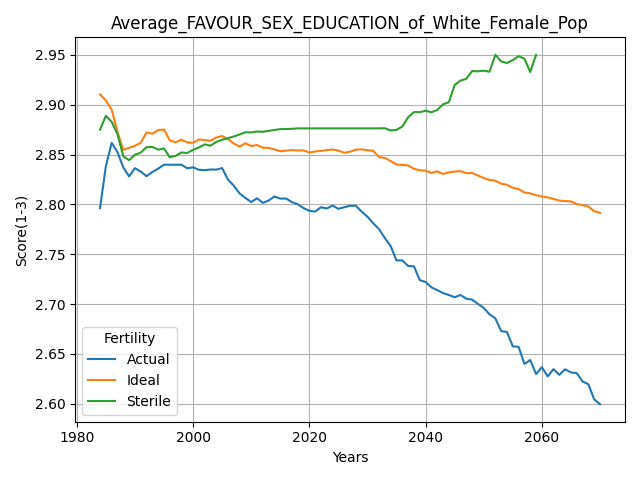 Average_FAVOUR_SEX_EDUCATION_of_White_Female_Pop
2.95
2.90
2.85
2.80
2.75
2.70
2.65
2.60
Score(1-3)
Fertility
Actual
Ideal
Sterile
1980 2000 2020 2040 2060
Years